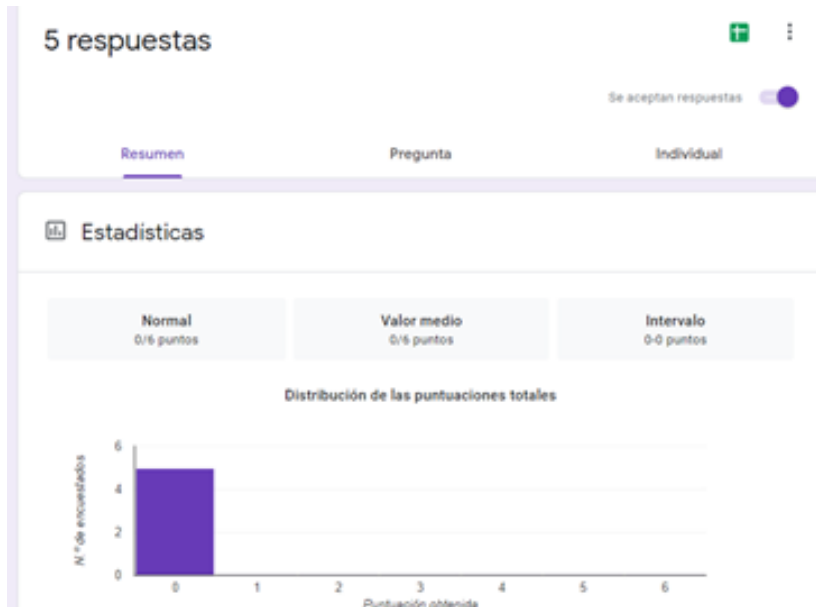 5 respuestas
Se aceptan respuestas
Resumen Pregunta Individual
Estadísticas
Normal Valor medio Intervalo
0/6 puntos 0/6 puntos 0-0 puntos
Distribución de las puntuaciones totales
N.º de encuestados
6
4
2
0
0 1 2 3 4 5 6
Puntuación obtenida